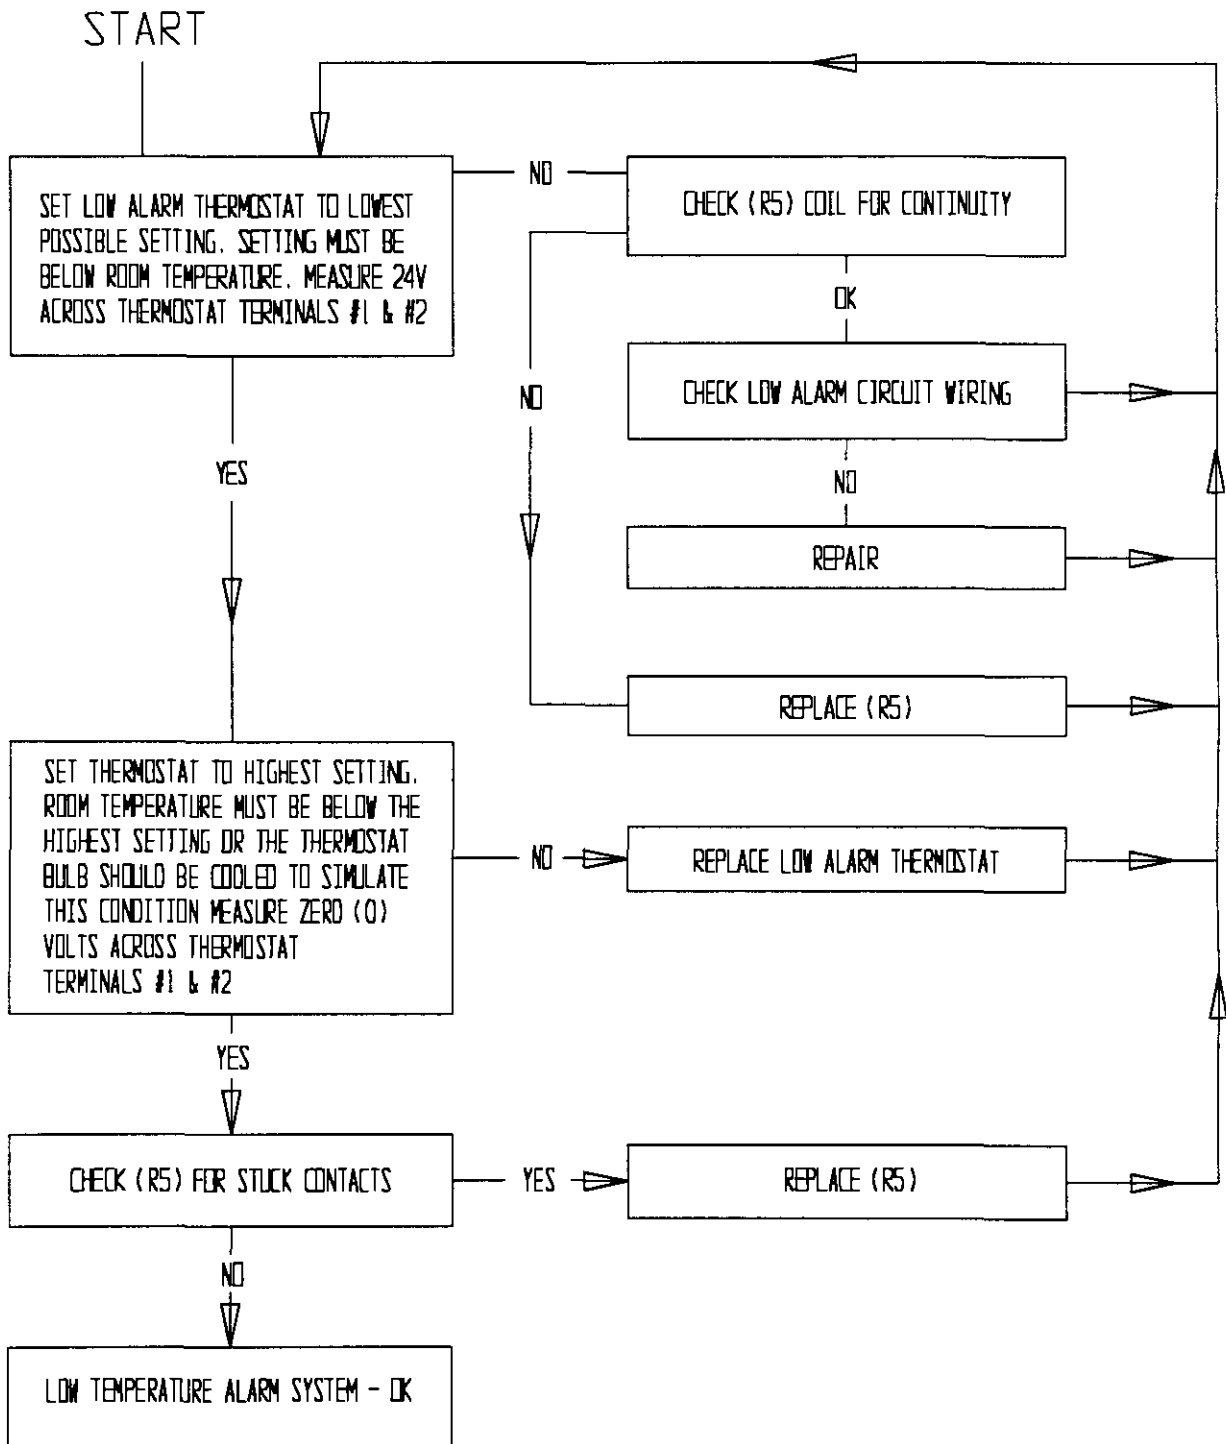 START
SET LOW ALARM THERMOSTAT TO LOWEST
POSSIBLE SETTING. SETTING MUST BE
BELOW ROOM TEMPERATURE. MEASURE 24V
ACROSS THERMOSTAT TERMINALS #1 & #2
NO
CHECK (R5) COIL FOR CONTINUITY
OK
NO
CHECK LOW ALARM CIRCUIT WIRING
YES
NO
REPAIR
REPLACE (R5)
SET THERMOSTAT TO HIGHEST SETTING.
ROOM TEMPERATURE MUST BE BELOW THE
HIGHEST SETTING OR THE THERMOSTAT
BULB SHOULD BE COOLED TO SIMULATE
THIS CONDITION MEASURE ZERO (0)
VOLTS ACROSS THERMOSTAT
TERMINALS #1 & #2
NO
REPLACE LOW ALARM THERMOSTAT
YES
CHECK (R5) FOR STUCK CONTACTS
YES
REPLACE (R5)
NO
LOW TEMPERATURE ALARM SYSTEM - OK